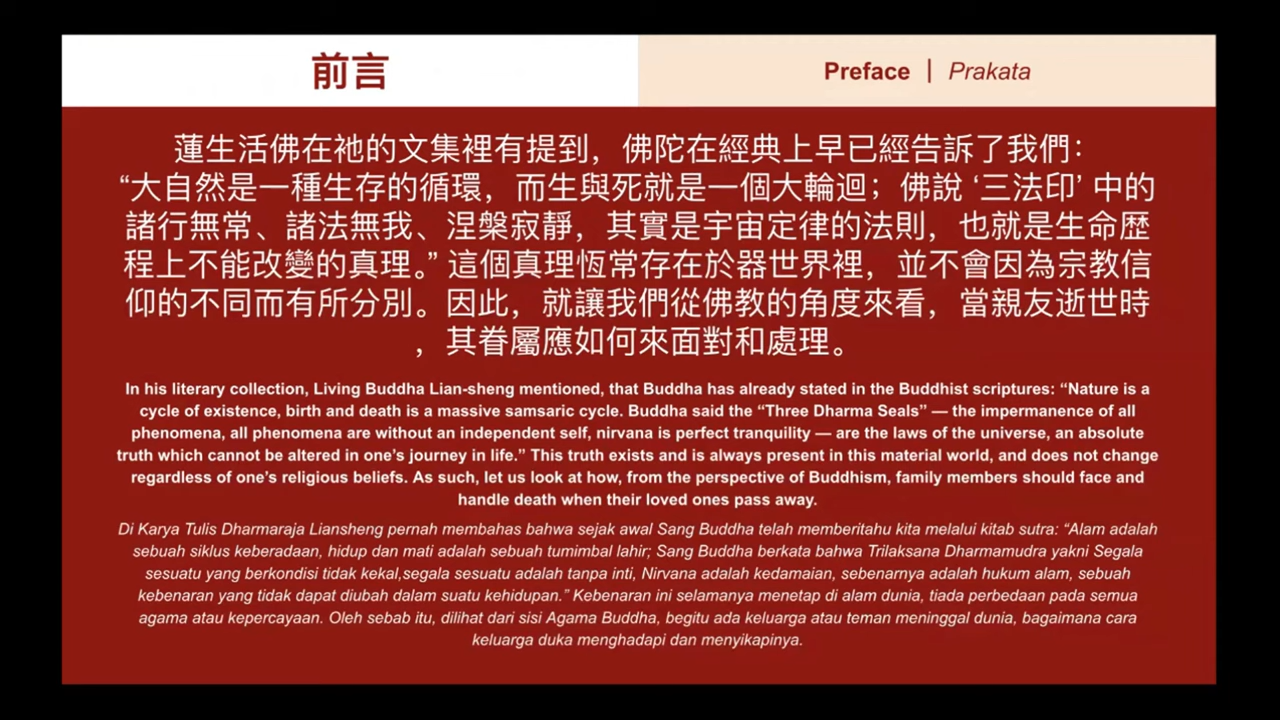 前言
Preface | Prakata
蓮生活佛在祂的文集裡有提到，佛陀在經典上早已經告訴了我們：
“大自然是一種生存的循環，而生與死就是一個大輪迴；佛說 ‘三法印’ 中的
諸行無常、諸法無我、涅槃寂靜，其實是宇宙定律的法則，也就是生命歷
程上不能改變的真理。” 這個真理恆常存在於器世界裡，並不會因為宗教信
仰的不同而有所分別。因此，就讓我們從佛教的角度來看，當親友逝世時
，其眷屬應如何來面對和處理。
In his literary collection, Living Buddha Lian-sheng mentioned, that Buddha has already stated in the Buddhist scriptures: “Nature is a
cycle of existence, birth and death is a massive samsaric cycle. Buddha said the “Three Dharma Seals” — the impermanence of all
phenomena, all phenomena are without an independent self, nirvana is perfect tranquility — are the laws of the universe, an absolute
truth which cannot be altered in one’s journey in life.” This truth exists and is always present in this material world, and does not change
regardless of one’s religious beliefs. As such, let us look at how, from the perspective of Buddhism, family members should face and
handle death when their loved ones pass away.
Di Karya Tulis Dharmaraja Liansheng pernah membahas bahwa sejak awal Sang Buddha telah memberitahu kita melalui kitab sutra: “Alam adalah
sebuah siklus keberadaan, hidup dan mati adalah sebuah tumimbal lahir; Sang Buddha berkata bahwa Trilaksana Dharmamudra yakni Segala
sesuatu yang berkondisi tidak kekal,segala sesuatu adalah tanpa inti, Nirvana adalah kedamaian, sebenarnya adalah hukum alam, sebuah
kebenaran yang tidak dapat diubah dalam suatu kehidupan.” Kebenaran ini selamanya menetap di alam dunia, tiada perbedaan pada semua
agama atau kepercayaan. Oleh sebab itu, dilihat dari sisi Agama Buddha, begitu ada keluarga atau teman meninggal dunia, bagaimana cara
keluarga duka menghadapi dan menyikapinya.